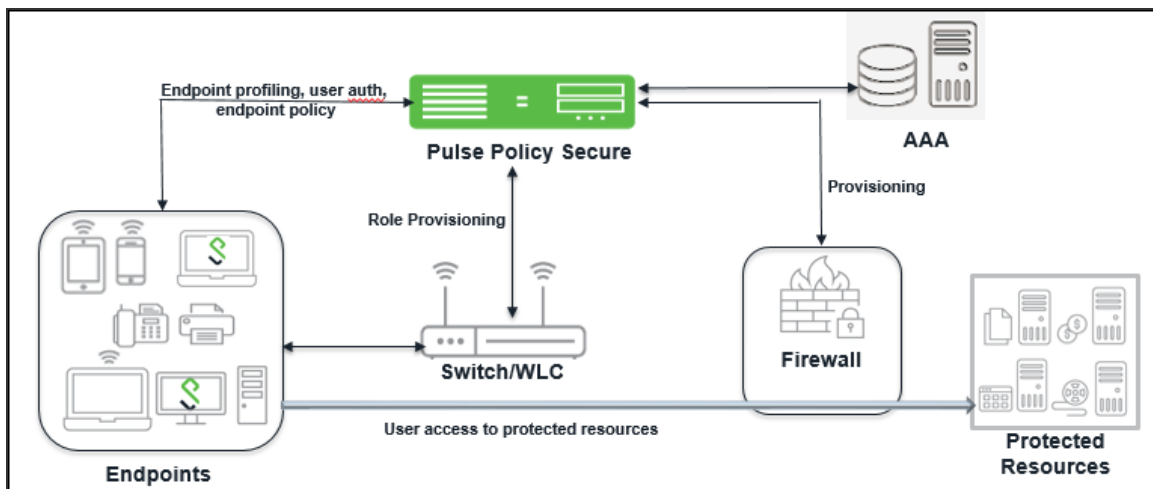 Endpoint profiling, user auth,
endpoint policy
Pulse Policy Secure
AAA
Provisioning
Role Provisioning
Switch/WLC
Firewall
User access to protected resources
Endpoints
Protected
Resources